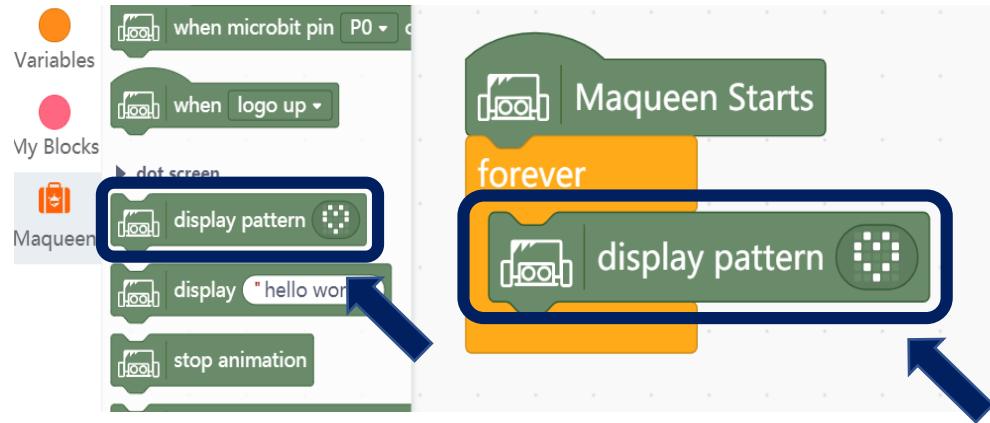 Variables
My Blocks
Maqueen
when microbit pin P0
when logo up
dot screen
display pattern
display "hello wor
stop animation
Maqueen Starts
forever
display pattern